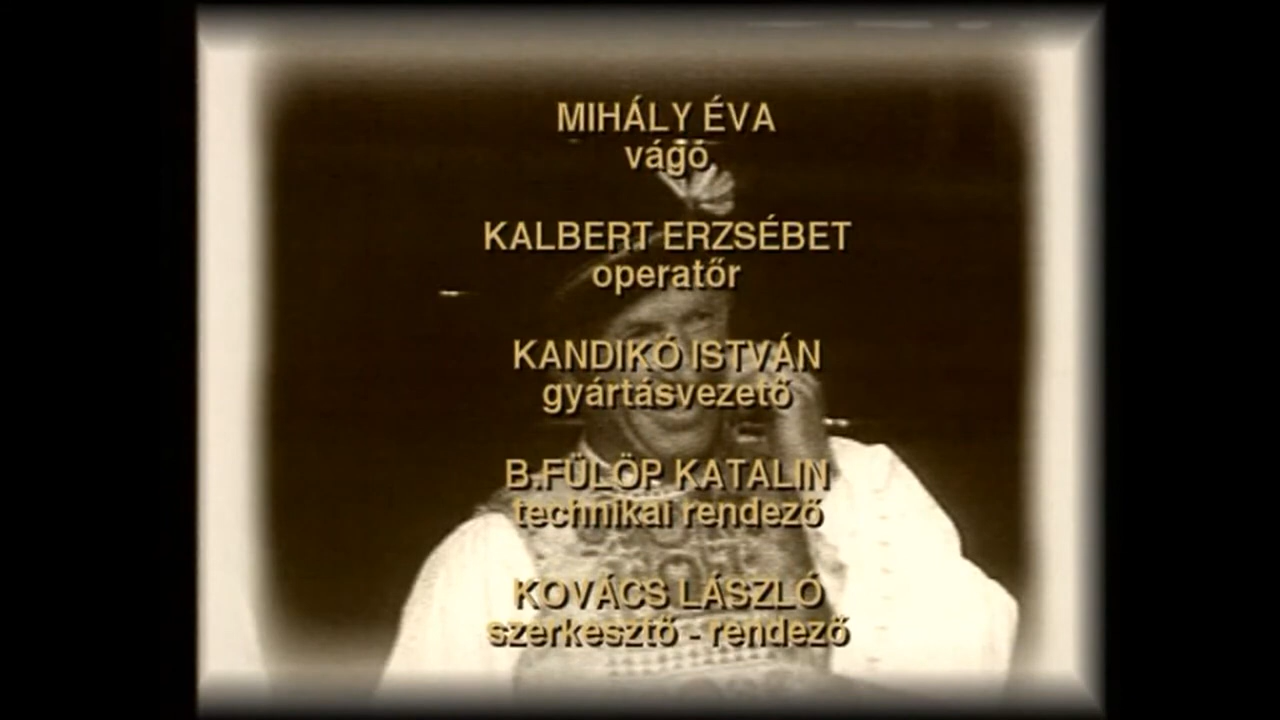 MIHÁLY ÉVA
vágó
KALBERT ERZSÉBET
operatőr
KANDIKÓ ISTVÁN
gyártásvezető
B.FÜLÖP KATALIN
technikai rendező
KOVÁCS LÁSZLÓ
szerkesztő - rendező